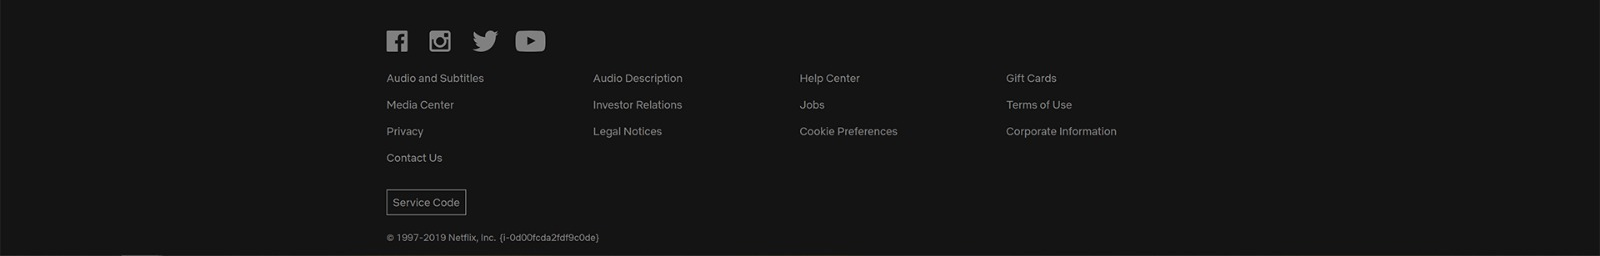 Audio and Subtitles Audio Description Help Center Gift Cards
Media Center Investor Relations Jobs Terms of Use
Privacy Legal Notices Cookie Preferences Corporate Information
Contact Us
Service Code
© 1997-2019 Netflix, Inc. {i-0d00fcda2fdf9c0de}